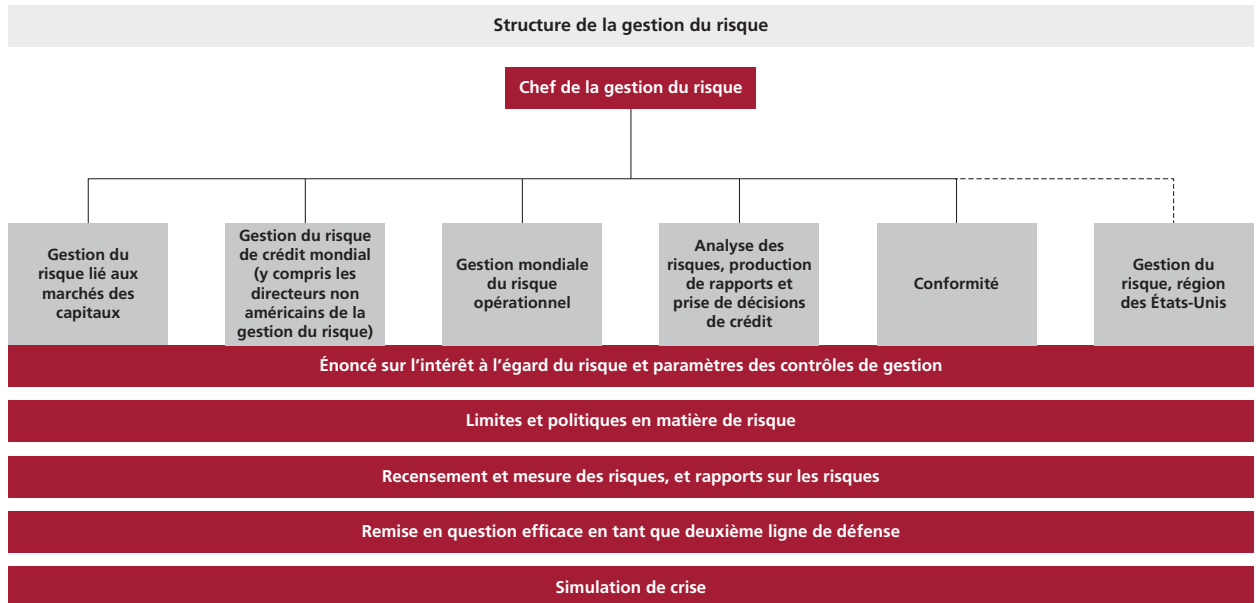 Structure de la gestion du risque
Chef de la gestion du risque
Gestion du
risque lié aux
marchés des
capitaux
Gestion du risque
de crédit mondial
(y compris les
directeurs non
américains de la
gestion du risque)
Gestion mondiale
du risque
opérationnel
Analyse des
risques, production
de rapports et
prise de décisions
de crédit
Conformité
Gestion du
risque, région
des États-Unis
Énoncé sur l'intérêt à l'égard du risque et paramètres des contrôles de gestion
Limites et politiques en matière de risque
Recensement et mesure des risques, et rapports sur les risques
Remise en question efficace en tant que deuxième ligne de défense
Simulation de crise